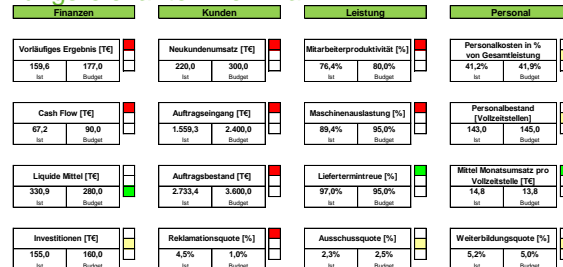 Finanzen Kunden Leistung Personal
Vorläufiges Ergebnis [T€] Neukundenumsatz [T€] Mitarbeiterproduktivität [%] Personalkosten in %
von Gesamtleistung
159,6 177,0 220,0 300,0 76,4% 80,0% 41,2% 41,9%
Ist Budget Ist Budget Ist Budget Ist Budget
Cash Flow [T€] Auftragseingang [T€] Maschinenauslastung [%] Personalbestand
[Vollzeitstellen]
67,2 90,0 1.559,3 2.400,0 89,4% 95,0% 143,0 145,0
Ist Budget Ist Budget Ist Budget Ist Budget
Liquide Mittel [T€] Auftragsbestand [T€] Liefertermintreue [%] Mittel Monatsumsatz pro
Vollzeitstelle [T€]
330,9 280,0 2.733,4 3.600,0 97,0% 95,0% 14,8 13,8
Ist Budget Ist Budget Ist Budget Ist Budget
Investitionen [T€] Reklamationsquote [%] Ausschussquote [%] Weiterbildungsquote [%]
155,0 160,0 4,5% 1,0% 2,3% 2,5% 5,2% 5,0%
Ist Budget Ist Budget Ist Budget Ist Budget